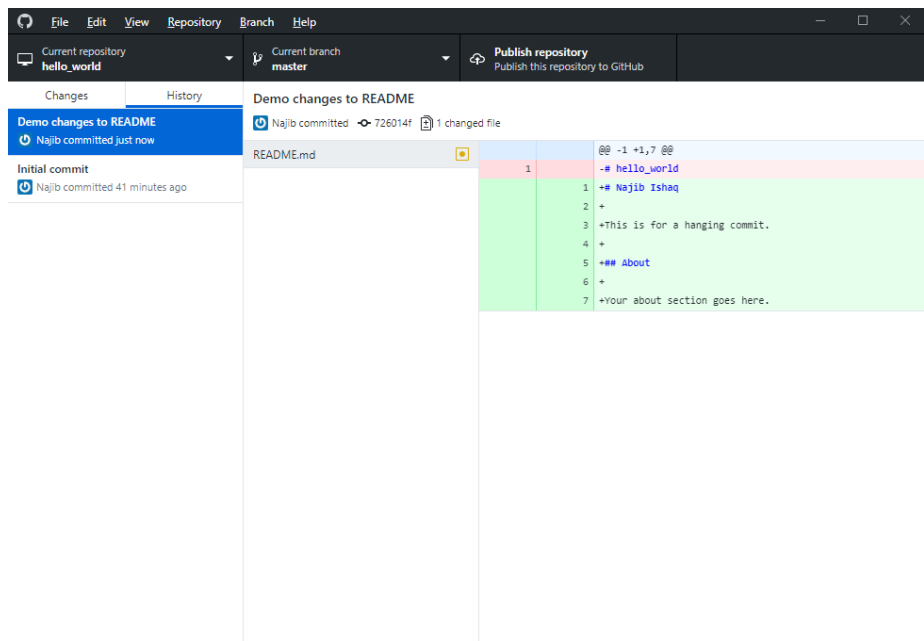 File Edit View Repository Branch Help
Current repository
hello_world
Current branch
master
Publish repository
Publish this repository to GitHub
Changes History
Demo changes to README
Najib committed just now
Initial commit
Najib committed 41 minutes ago
Demo changes to README
Najib committed 726014f 1 changed file
README.md
@@ -1 +1,7 @@
1 -# hello_world
1 +# Najib Ishaq
2 +
3 +This is for a hanging commit.
4 +
5 +## About
6 +
7 +Your about section goes here.